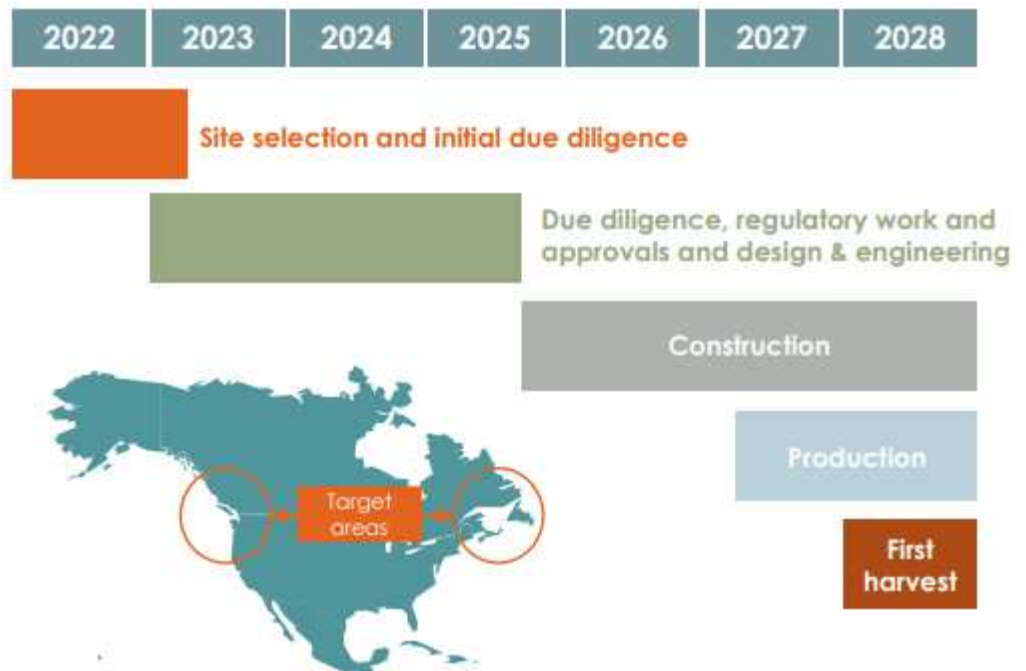 2022 2023 2024 2025 2026 2027 2028
Site selection and initial due diligence
Due diligence, regulatory work and
approvals and design & engineering
Construction
Production
Target
areas
First
harvest